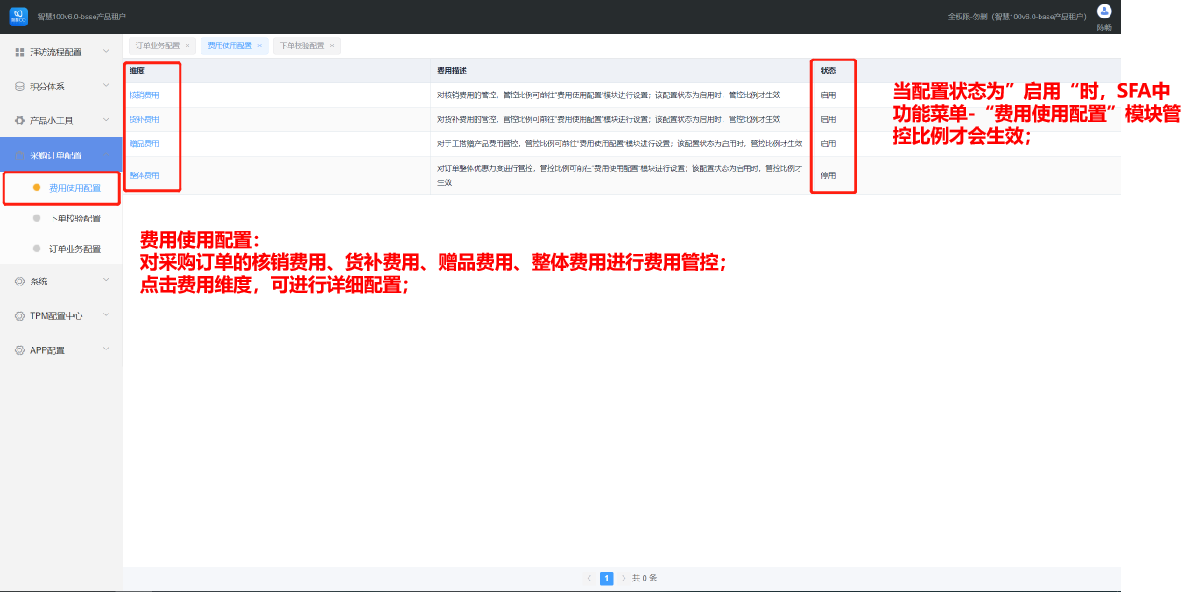 智慧100v6.0-base产品租户
全权限-勿删（智慧100v6.0-base产品租户）
陈畅
拜访流程配置
积分体系
产品小工具
采购订单配置
费用使用配置
下单校验配置
订单业务配置
系统
TPM配置中心
APP配置
订单业务配置 ×
费用使用配置 ×
下单校验配置 ×
维度
费用描述
状态
核销费用
对核销费用的管控，管控比例可前往"费用使用配置"模块进行设置；该配置状态为启用时，管控比例才生效
启用
货补费用
对货补费用的管控，管控比例可前往"费用使用配置"模块进行设置；该配置状态为启用时，管控比例才生效
启用
赠品费用
对手工搭赠产品费用管控，管控比例可前往"费用使用配置"模块进行设置；该配置状态为启用时，管控比例才生效
启用
整体费用
对订单整体优惠力度进行管控，管控比例可前往"费用使用配置"模块进行设置；该配置状态为启用时，管控比例才
生效
停用
当配置状态为”启用“时，SFA中
功能菜单-“费用使用配置”模块管
控比例才会生效；
费用使用配置：
对采购订单的核销费用、货补费用、赠品费用、整体费用进行费用管控；
点击费用维度，可进行详细配置；
1
共 0 条